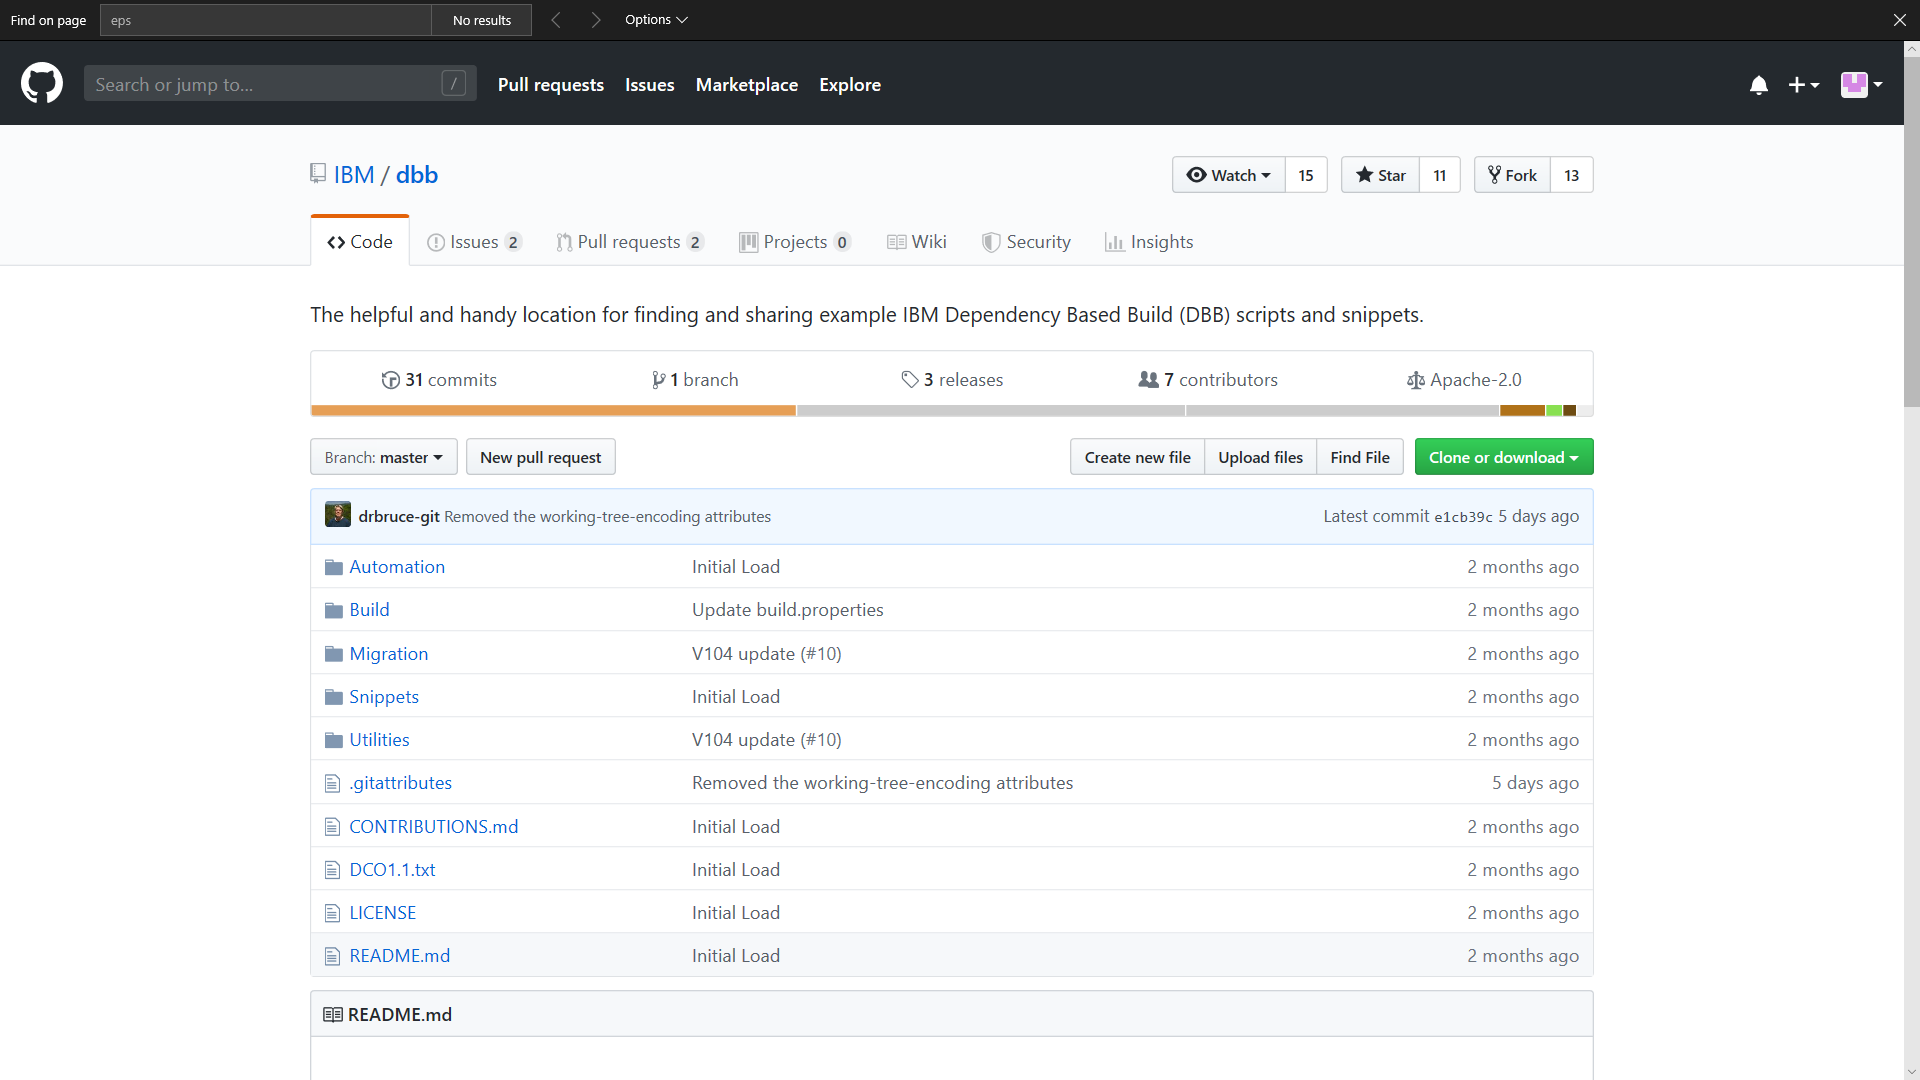 Find on page eps No results Options
Search or jump to... / Pull requests Issues Marketplace Explore
IBM / dbb Watch 15 Star 11 Fork 13
Code Issues 2 Pull requests 2 Projects 0 Wiki Security Insights
The helpful and handy location for finding and sharing example IBM Dependency Based Build (DBB) scripts and snippets.
31 commits 1 branch 3 releases 7 contributors Apache-2.0
Branch: master New pull request Create new file Upload files Find File Clone or download
drbruce-git Removed the working-tree-encoding attributes Latest commit e1cb39c 5 days ago
Automation Initial Load 2 months ago
Build Update build.properties 2 months ago
Migration V104 update (#10) 2 months ago
Snippets Initial Load 2 months ago
Utilities V104 update (#10) 2 months ago
.gitattributes Removed the working-tree-encoding attributes 5 days ago
CONTRIBUTIONS.md Initial Load 2 months ago
DCO1.1.txt Initial Load 2 months ago
LICENSE Initial Load 2 months ago
README.md Initial Load 2 months ago
README.md